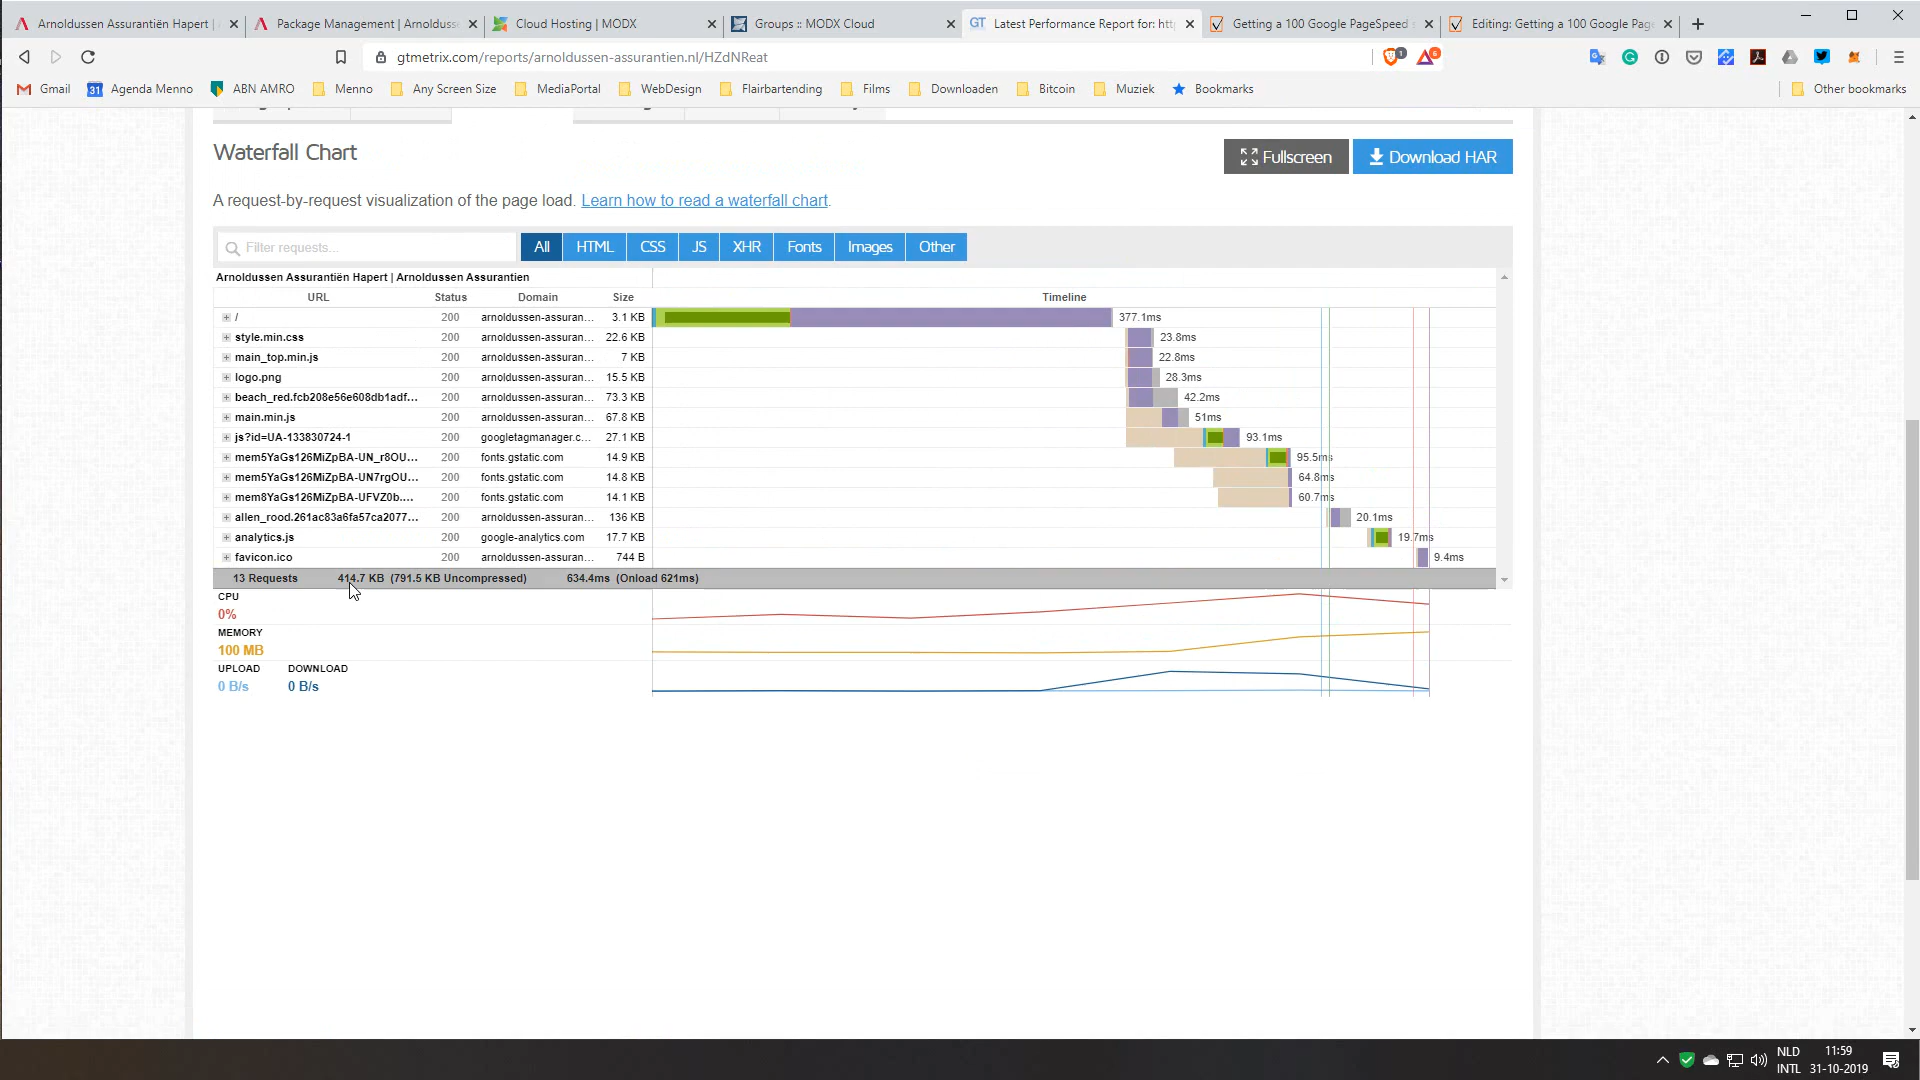 Arnoldussen Assurantiën Hapert |
Package Management | Arnolduss
Cloud Hosting | MODX
Groups :: MODX Cloud
GT Latest Performance Report for: htt
Getting a 100 Google PageSpeed
Editing: Getting a 100 Google Pag
gtmetrix.com/reports/arnoldussen-assurantien.nl/HZdNReat
1
6
Gmail
31 Agenda Menno
ABN AMRO
Menno
Any Screen Size
MediaPortal
WebDesign
Flairbartending
Films
Downloaden
Bitcoin
Muziek
Bookmarks
Other bookmarks
Waterfall Chart
Fullscreen
Download HAR
A request-by-request visualization of the page load. Learn how to read a waterfall chart.
Filter requests...
All HTML CSS JS XHR Fonts Images Other
Arnoldussen Assurantiën Hapert | Arnoldussen Assurantien
URL Status Domain Size Timeline
/ 200 arnoldussen-assuran... 3.1 KB 377.1ms
style.min.css 200 arnoldussen-assuran... 22.6 KB 23.8ms
main_top.min.js 200 arnoldussen-assuran... 7 KB 22.8ms
logo.png 200 arnoldussen-assuran... 15.5 KB 28.3ms
beach_red.fcb208e56e608db1adf... 200 arnoldussen-assuran... 73.3 KB 42.2ms
main.min.js 200 arnoldussen-assuran... 67.8 KB 51ms
js?id=UA-133830724-1 200 googletagmanager.c... 27.1 KB 93.1ms
mem5YaGs126MiZpBA-UN_r8OU... 200 fonts.gstatic.com 14.9 KB 95.5ms
mem5YaGs126MiZpBA-UN7rgOU... 200 fonts.gstatic.com 14.8 KB 64.8ms
mem8YaGs126MiZpBA-UFVZ0b.... 200 fonts.gstatic.com 14.1 KB 60.7ms
allen_rood.261ac83a6fa57ca2077... 200 arnoldussen-assuran... 136 KB 20.1ms
analytics.js 200 google-analytics.com 17.7 KB 19.7ms
favicon.ico 200 arnoldussen-assuran... 744 B 9.4ms
13 Requests 414.7 KB (791.5 KB Uncompressed) 634.4ms (Onload 621ms)
CPU
0%
MEMORY
100 MB
UPLOAD DOWNLOAD
0 B/s 0 B/s
NLD 11:59
INTL 31-10-2019